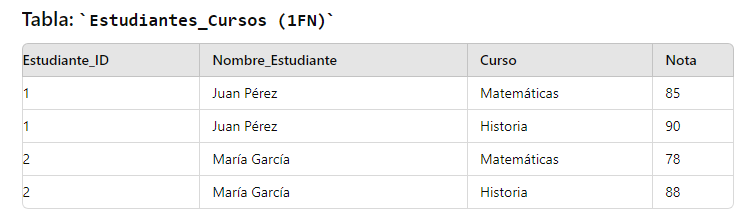 Tabla: `Estudiantes_Cursos (1FN)`
Estudiante_ID Nombre_Estudiante Curso Nota
1 Juan Pérez Matemáticas 85
1 Juan Pérez Historia 90
2 María García Matemáticas 78
2 María García Historia 88